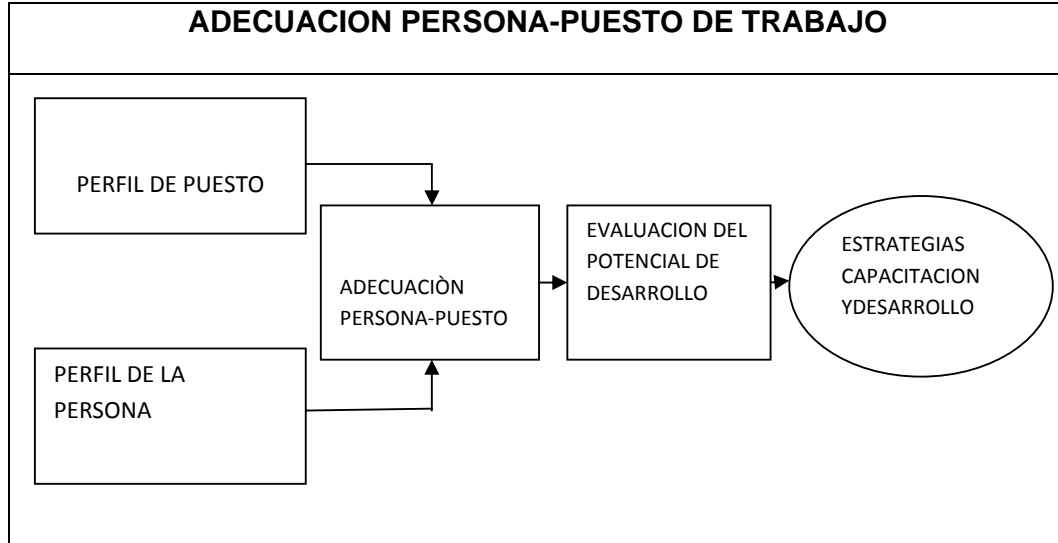 ADECUACION PERSONA-PUESTO DE TRABAJO
PERFIL DE PUESTO
PERFIL DE LA
PERSONA
ADECUACIÒN
PERSONA-PUESTO
EVALUACION DEL
POTENCIAL DE
DESARROLLO
ESTRATEGIAS
CAPACITACION
YDESARROLLO